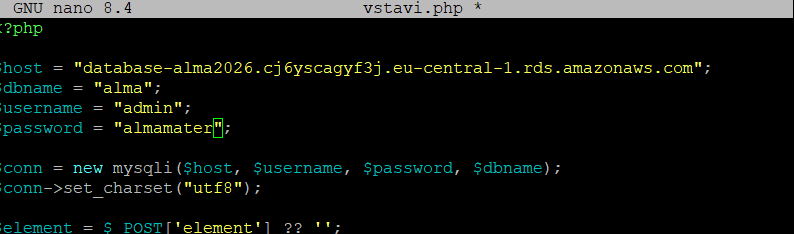 GNU nano 8.4 vstavi.php *
<?php
$host = "database-alma2026.cj6yscagyf3j.eu-central-1.rds.amazonaws.com";
$dbname = "alma";
$username = "admin";
$password = "almamater";
$conn = new mysqli($host, $username, $password, $dbname);
$conn->set_charset("utf8");
$element = $_POST['element'] ?? '';